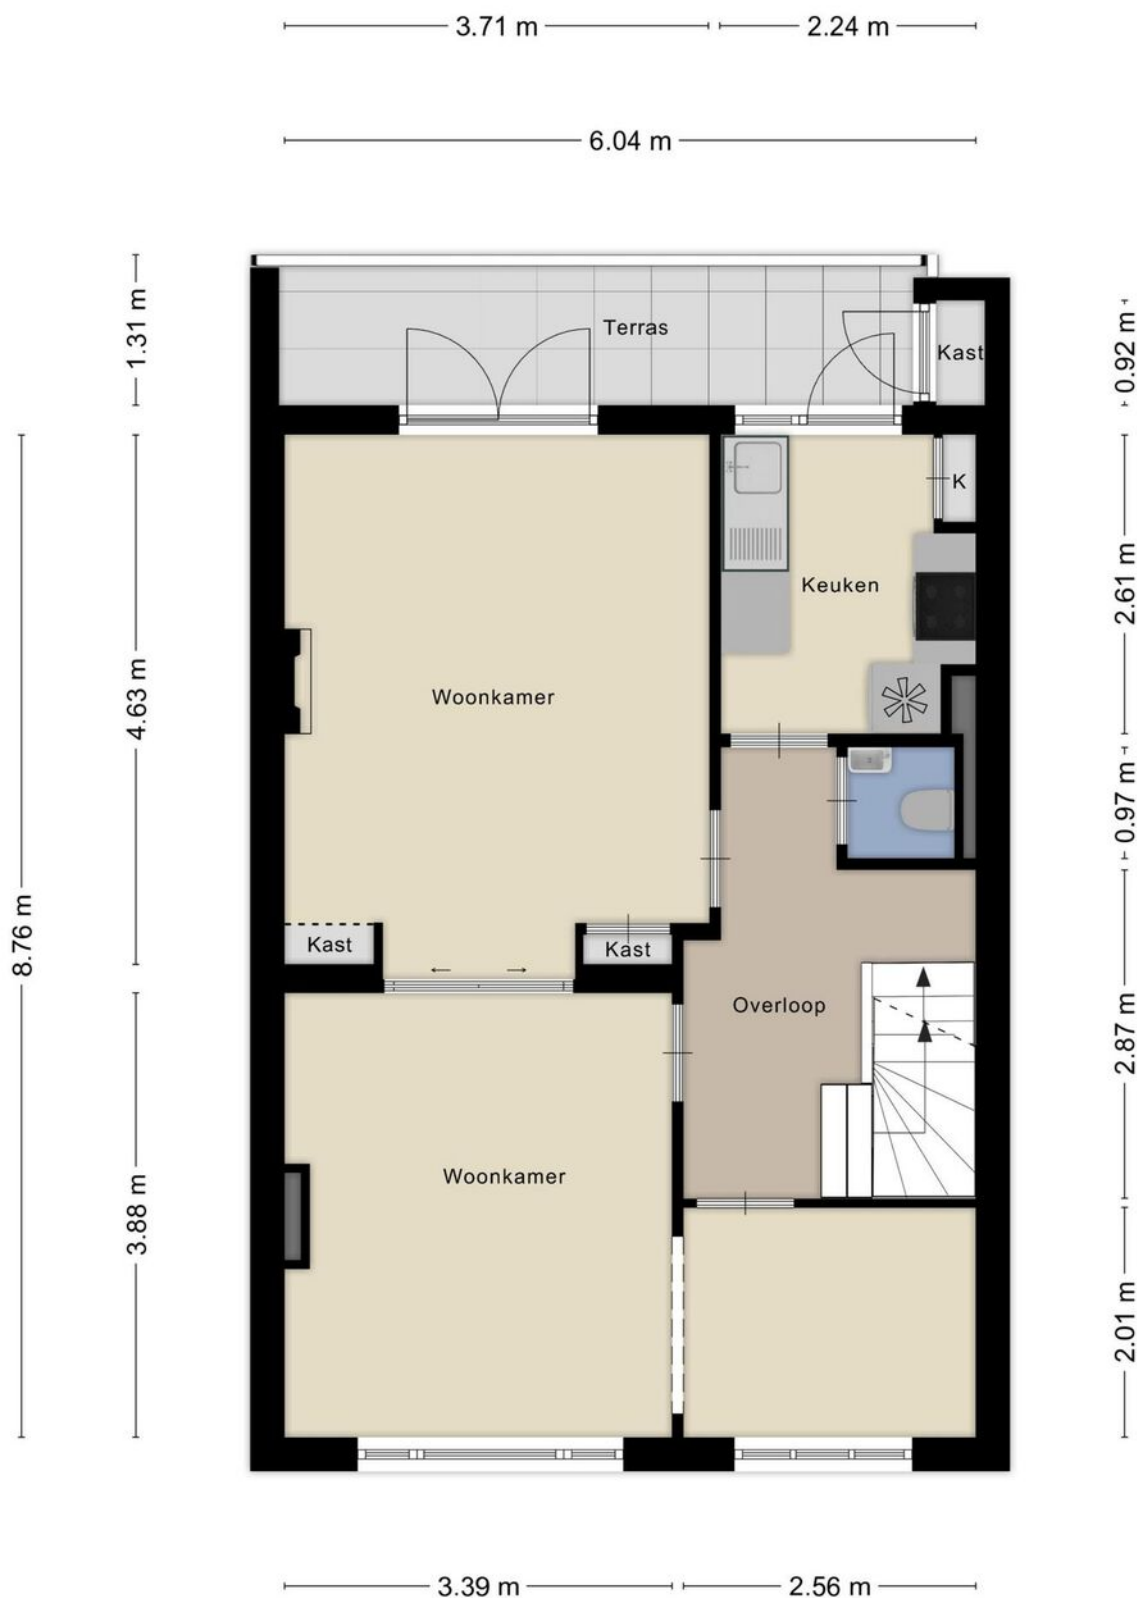 3.71 m
2.24 m
6.04 m
1.31 m
Terras
Kast
0.92 m
K
Keuken
2.61 m
Woonkamer
4.63 m
0.97 m
8.76 m
Kast
Kast
Overloop
2.87 m
Woonkamer
3.88 m
2.01 m
3.39 m
2.56 m